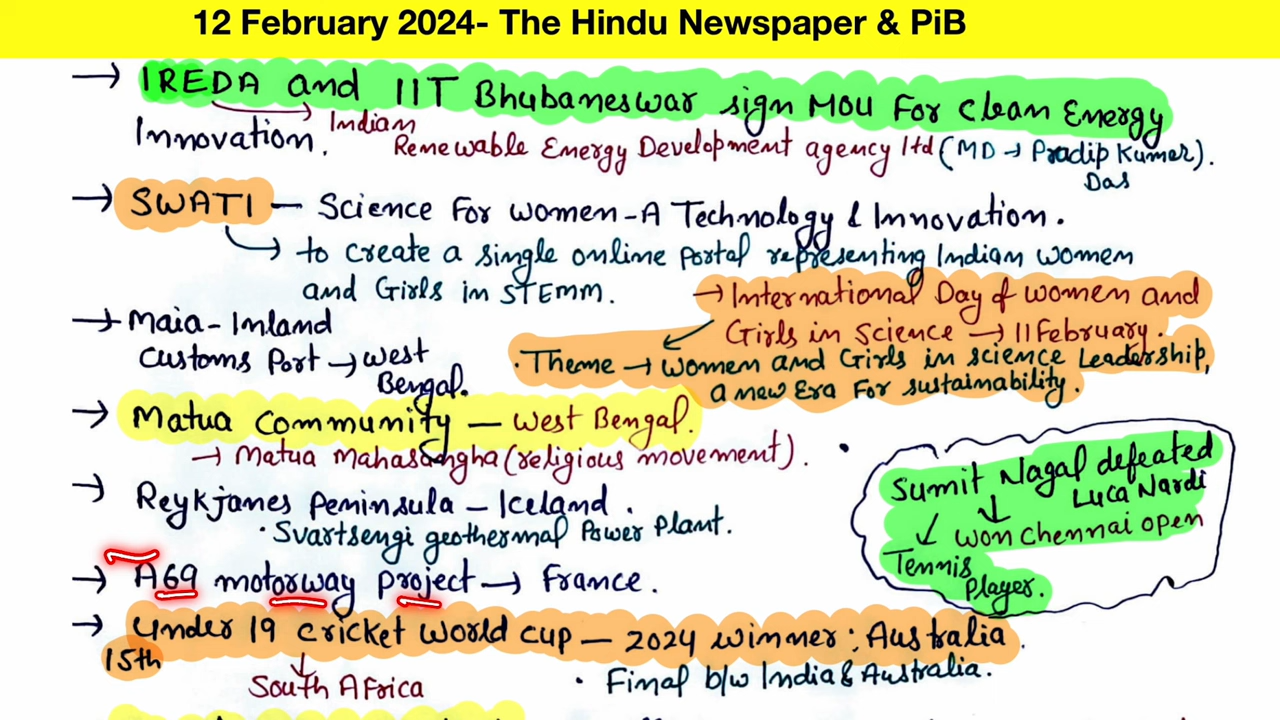 12 February 2024- The Hindu Newspaper & PiB
→ IREDA and IIT Bhubaneswar sign MOU For Clean Energy
Innovation. Indian
Renewable Energy Development agency ltd (MD → Pradip Kumar).
Das
→ SWATI — Science For women-A Technology & Innovation.
to create a single online portal representing Indian women
and Girls in STEMM.
→ International Day of women and
Girls in Science → 11 February.
→ Maia-Inland
Customs Port → west
Bengal.
· Theme → women and Girls in science Leadership,
a new Era For sustainability.
→ Matua Community — West Bengal.
→ Matua Mahasangha (religious movement).
→ Reykjanes Peninsula — Iceland.
· Svartsengi geothermal Power Plant.
• Sumit Nagal defeated
Luca Nardi
won Chennai open
Tennis
Player.
→ A69 motorway project → France.
→ Under 19 cricket world cup — 2024 winner : Australia.
15th
South Africa
· Final b/w India & Australia.